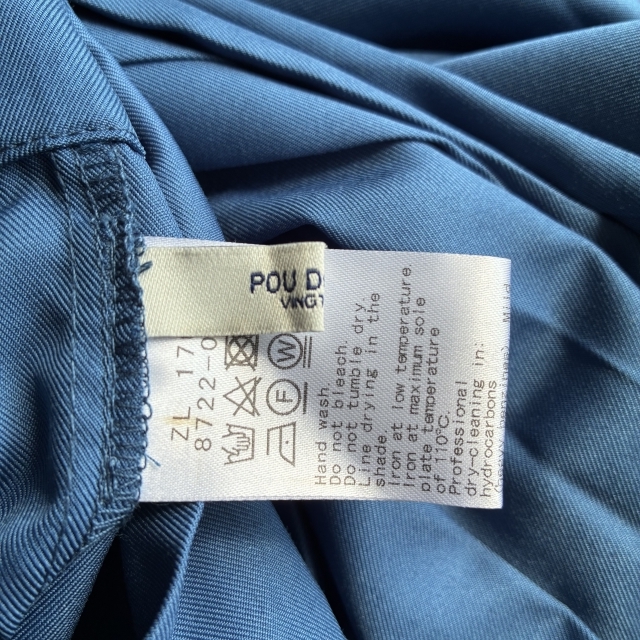 POU D
VINGT
ZL 17
8722-0
W
F
Hand wash.
Do not bleach.
Do not tumble dry.
Line drying in the
shade.
Iron at low temperature.
Iron at maximum sole
plate temperature
of 110℃.
Professional
dry-cleaning in:
hydrocarbons
Mild